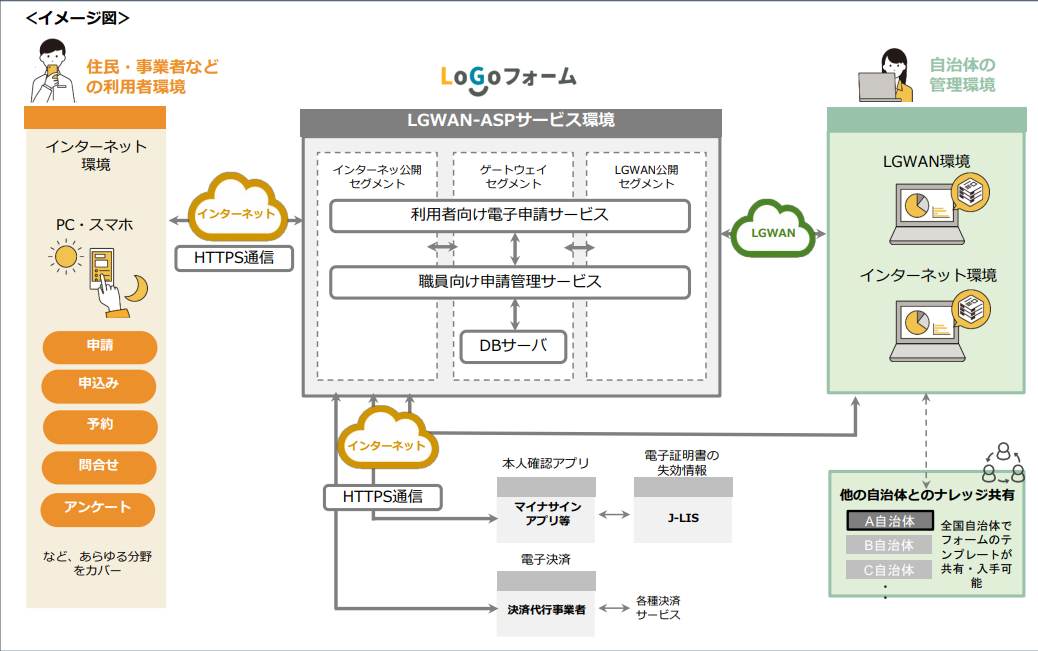 ＜イメージ図＞
住民・事業者など
の利用者環境
LoGoフォーム
自治体の
管理環境
インターネット
環境
PC・スマホ
申請
申込み
予約
問合せ
アンケート
など、あらゆる分野
をカバー
インターネット
HTTPS通信
LGWAN-ASPサービス環境
インターネッ公開
セグメント
ゲートウェイ
セグメント
LGWAN公開
セグメント
利用者向け電子申請サービス
職員向け申請管理サービス
DBサーバ
LGWAN
LGWAN環境
インターネット環境
インターネット
HTTPS通信
本人確認アプリ
マイナサイン
アプリ等
電子証明書の
失効情報
J-LIS
電子決済
決済代行事業者
各種決済
サービス
他の自治体とのナレッジ共有
A自治体
B自治体
C自治体
・
・
全国自治体で
フォームのテ
ンプレートが
共有・入手可
能